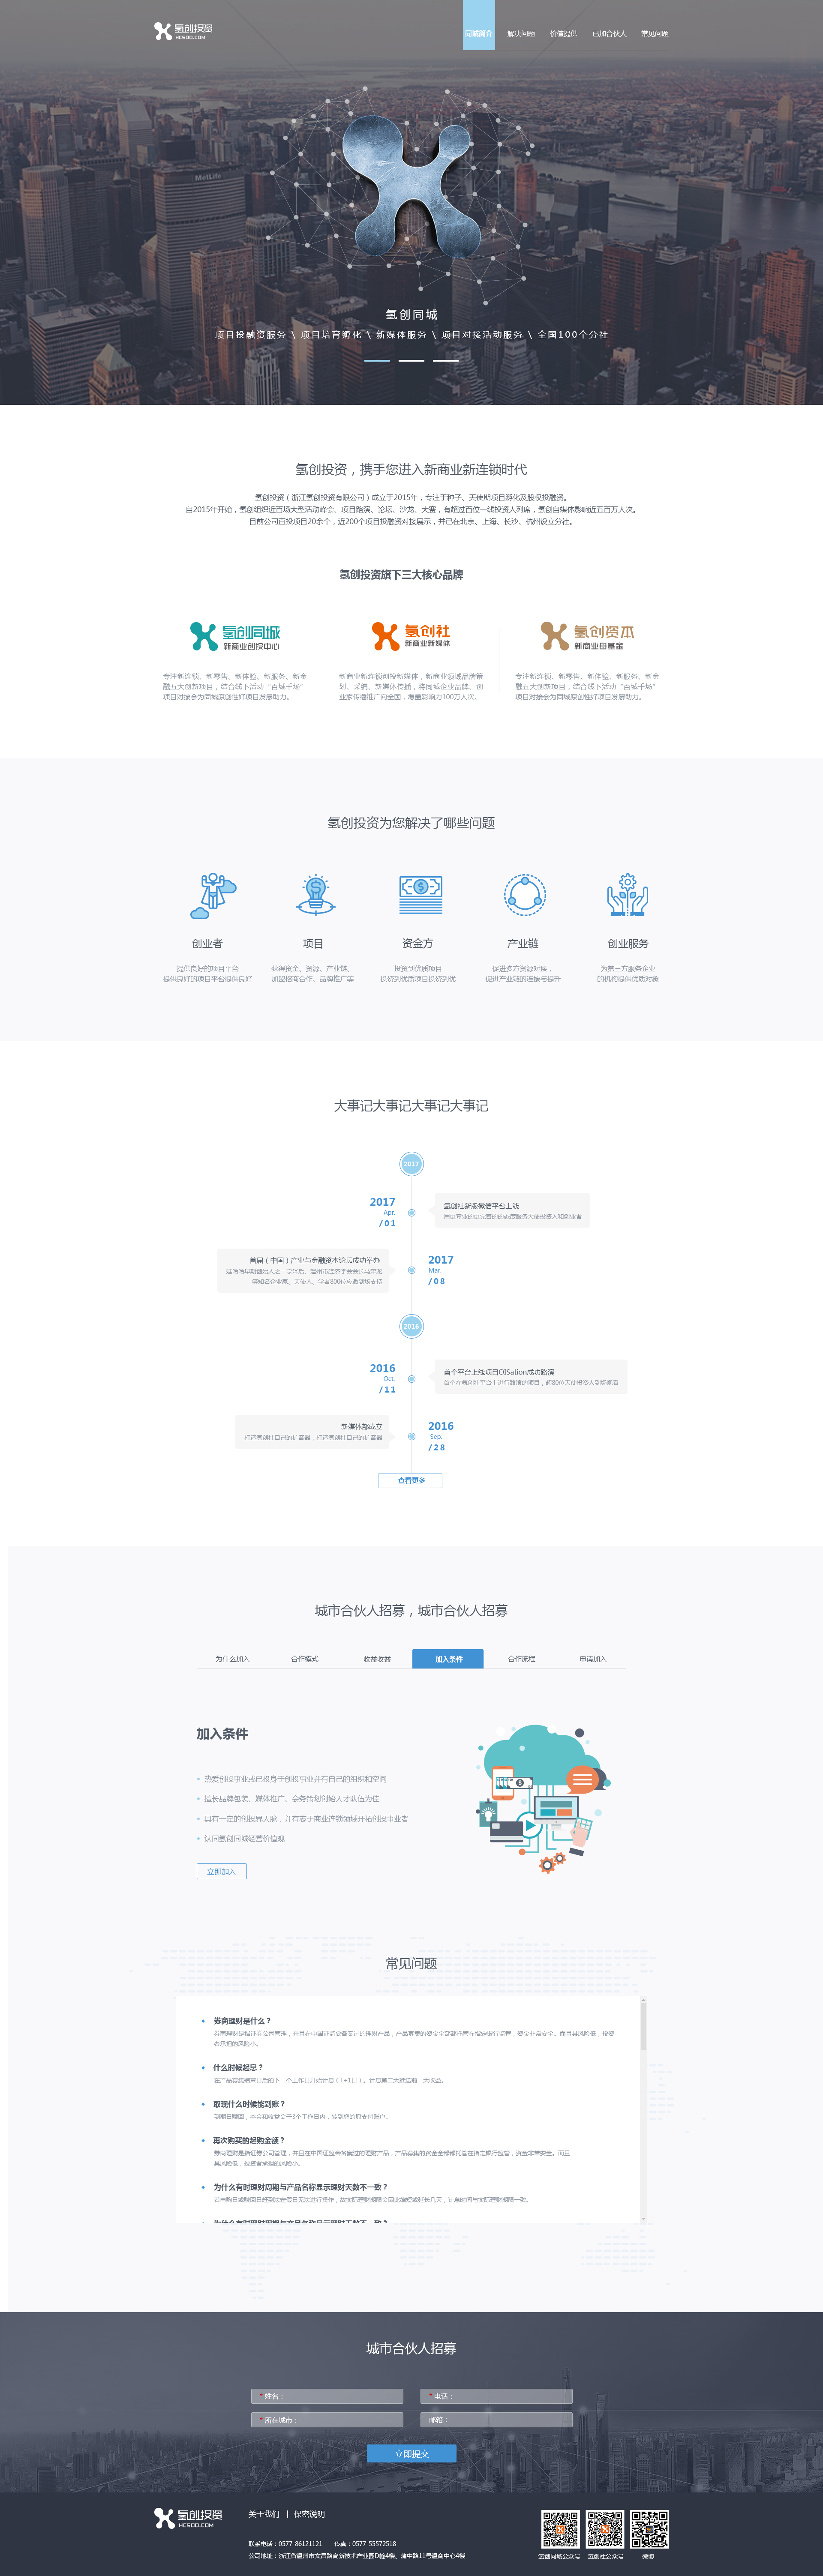 氢创投资
HCSOO.COM
同城简介
解决问题
价值提供
已加合伙人
常见问题
MetLife
氢创同城
项目投融资服务 \ 项目培育孵化 \ 新媒体服务 \ 项目对接活动服务 \ 全国100个分社
氢创投资，携手您进入新商业新连锁时代
氢创投资（浙江氢创投资有限公司）成立于2015年，专注于种子、天使期项目孵化及股权投融资。
自2015年开始，氢创组织近百场大型活动峰会、项目路演、论坛、沙龙、大赛，有超过百位一线投资人列席，氢创自媒体影响近五百万人次。
目前公司直投项目20余个，近200个项目投融资对接展示，并已在北京、上海、长沙、杭州设立分社。
氢创投资旗下三大核心品牌
氢创同城
新商业创投中心
专注新连锁、新零售、新体验、新服务、新金
融五大创新项目，结合线下活动“百城千场”
项目对接会为同城原创性好项目发展助力。
氢创社
新商业新媒体
新商业新连锁创投新媒体，新商业领域品牌策
划、采编、新媒体传播，将同城企业品牌、创
业家传播推广向全国，覆盖影响力100万人次。
氢创资本
新商业母基金
专注新连锁、新零售、新体验、新服务、新金
融五大创新项目，结合线下活动“百城千场”
项目对接会为同城原创性好项目发展助力。
氢创投资为您解决了哪些问题
创业者
提供良好的项目平台
提供良好的项目平台提供良好
项目
获得资金、资源、产业链、
加盟招商合作、品牌推广等
资金方
投资到优质项目
投资到优质项目投资到优
产业链
促进多方资源对接，
促进产业链的连接与提升
创业服务
为第三方服务企业
的机构提供优质对象
大事记大事记大事记大事记
2017
2017
Apr.
/01
氢创社新版微信平台上线
用更专业的更完善的的态度服务天使投资人和创业者
首届（中国）产业与金融资本论坛成功举办
娃哈哈早期创始人之一宗泽后、温州市经济学会会长马津龙
等知名企业家、天使人、学者800位应邀到场支持
2017
Mar.
/08
2016
2016
Oct.
/11
首个平台上线项目OISation成功路演
首个在氢创社平台上进行路演的项目，超80位天使投资人到场观看
新媒体部成立
打造氢创社自己的扩音器，打造氢创社自己的扩音器
2016
Sep.
/28
查看更多
城市合伙人招募，城市合伙人招募
为什么加入
合作模式
收益收益
加入条件
合作流程
申请加入
加入条件
热爱创投事业或已投身于创投事业并有自己的组织和空间
擅长品牌包装、媒体推广、会务策划创始人才队伍为佳
具有一定的创投界人脉，并有志于商业连锁领域开拓创投事业者
认同氢创同城经营价值观
立即加入
常见问题
券商理财是什么？
券商理财是指证券公司管理，并且在中国证监会备案过的理财产品，产品募集的资金全部都托管在指定银行监管，资金非常安全。而且其风险低，投资
者承担的风险小。
什么时候起息？
在产品募集结束日后的下一个工作日开始计息（T+1日）。计息第二天推送前一天收益。
取现什么时候能到账？
到期日赎回，本金和收益会于3个工作日内，转到您的原支付账户。
再次购买的起购金额？
券商理财是指证券公司管理，并且在中国证监会备案过的理财产品，产品募集的资金全部都托管在指定银行监管，资金非常安全。而且
其风险低，投资者承担的风险小。
为什么有时理财周期与产品名称显示理财天数不一致？
若申购日或赎回日赶到法定假日无法进行操作，故实际理财期限会因此缩短或延长几天，计息时间与实际理财期限一致。
为什么有时理财周期与产品名称显示理财天数不一致？
城市合伙人招募
* 姓名：
* 电话：
* 所在城市：
邮箱：
立即提交
氢创投资
HCSOO.COM
关于我们 | 保密说明
联系电话：0577-86121121 传真：0577-55572518
公司地址：浙江省温州市文昌路尚新技术产业园D幢4楼、蒲中路11号温商中心4楼
氢创同城公众号
氢创社公众号
微博